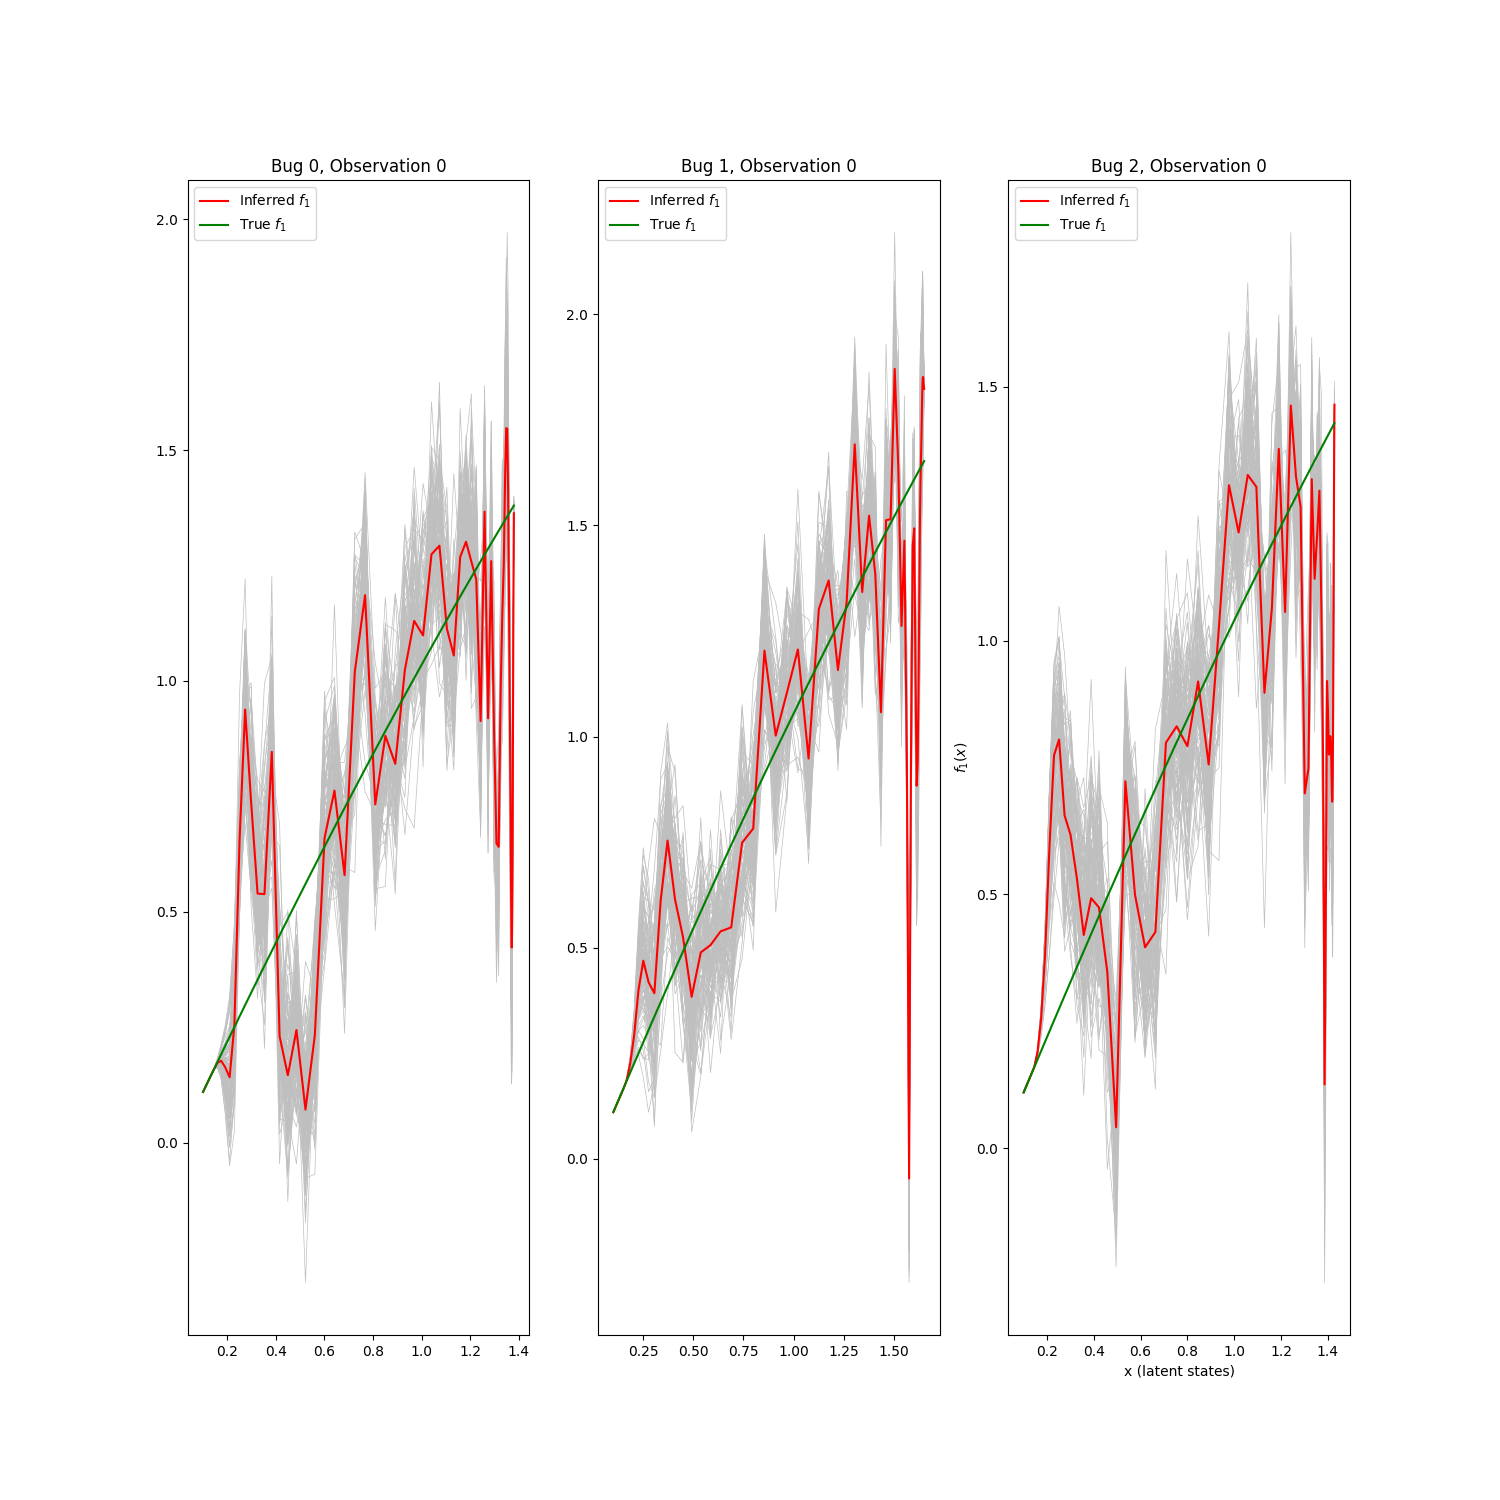 Bug 0, Observation 0
Inferred f₁
True f₁
2.0
1.5
1.0
0.5
0.0
0.2 0.4 0.6 0.8 1.0 1.2 1.4
Bug 1, Observation 0
Inferred f₁
True f₁
2.0
1.5
1.0
0.5
0.0
0.25 0.50 0.75 1.00 1.25 1.50
Bug 2, Observation 0
Inferred f₁
True f₁
f₁(x)
1.5
1.0
0.5
0.0
0.2 0.4 0.6 0.8 1.0 1.2 1.4
x (latent states)